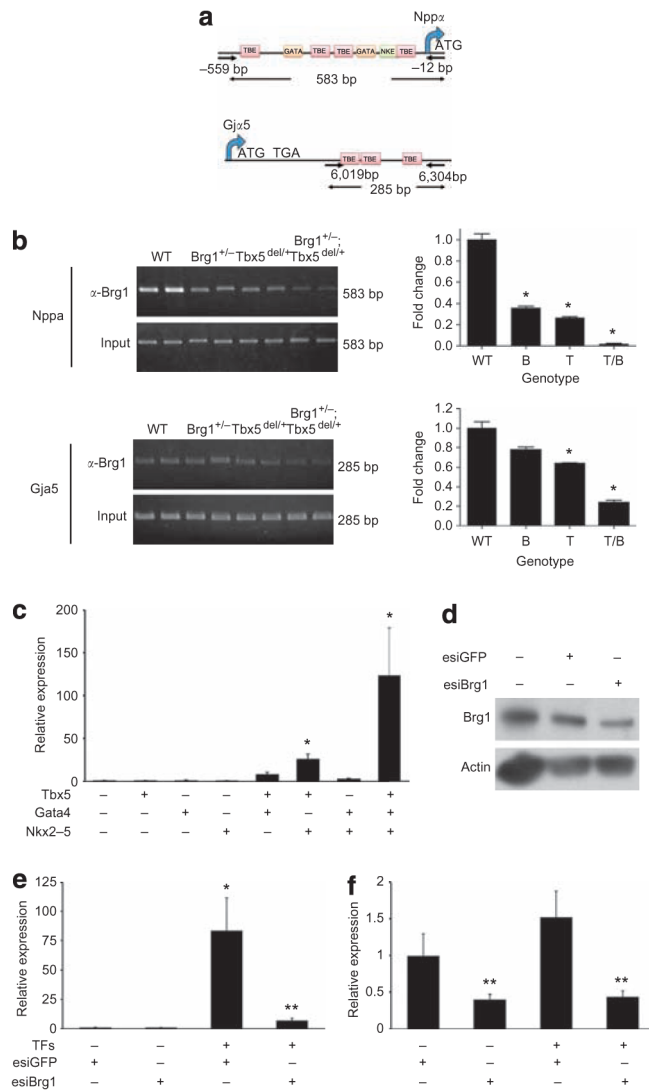 a
Nppα
ATG
TBE GATA TBE TBE GATA NKE TBE
–559 bp –12 bp
583 bp
Gjα5
ATG TGA
TBE TBE TBE
6,019bp 6,304bp
285 bp
b
WT Brg1+/– Tbx5del/+ Brg1+/–; Tbx5del/+
Nppa
α-Brg1 583 bp
Input 583 bp
Fold change
1.0
0.8
0.6
0.4
0.2
0.0
* * *
WT B T T/B
Genotype
WT Brg1+/– Tbx5del/+ Brg1+/–; Tbx5del/+
Gja5
α-Brg1 285 bp
Input 285 bp
Fold change
1.2
1.0
0.8
0.6
0.4
0.2
0.0
* *
WT B T T/B
Genotype
c
Relative expression
200
150
100
50
0
* *
Tbx5 – + – – + + – +
Gata4 – – + – + – + +
Nkx2–5 – – – + – + + +
d
esiGFP – + –
esiBrg1 – – +
Brg1
Actin
e
Relative expression
125
100
75
50
25
0
* **
TFs – – + +
esiGFP + – + –
esiBrg1 – + – +
f
Relative expression
2
1.5
1
0.5
0
** **
– – + +
+ – + –
– + – +